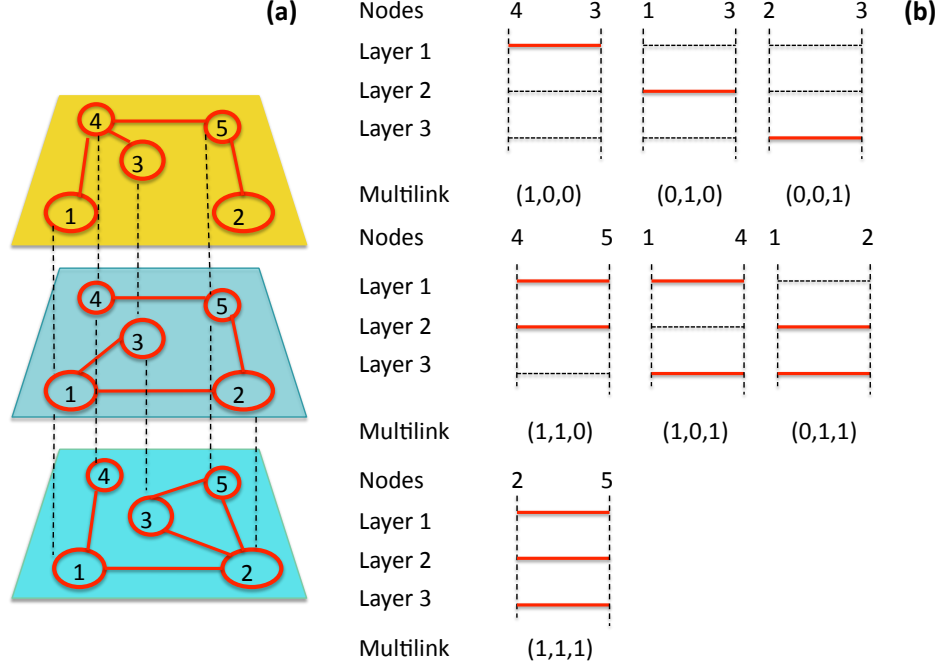 (a)
4
5
3
1
2
4
5
3
1
2
4
5
3
1
2
(b)
Nodes 4 3 1 3 2 3
Layer 1
Layer 2
Layer 3
Multilink (1,0,0) (0,1,0) (0,0,1)
Nodes 4 5 1 4 1 2
Layer 1
Layer 2
Layer 3
Multilink (1,1,0) (1,0,1) (0,1,1)
Nodes 2 5
Layer 1
Layer 2
Layer 3
Multilink (1,1,1)